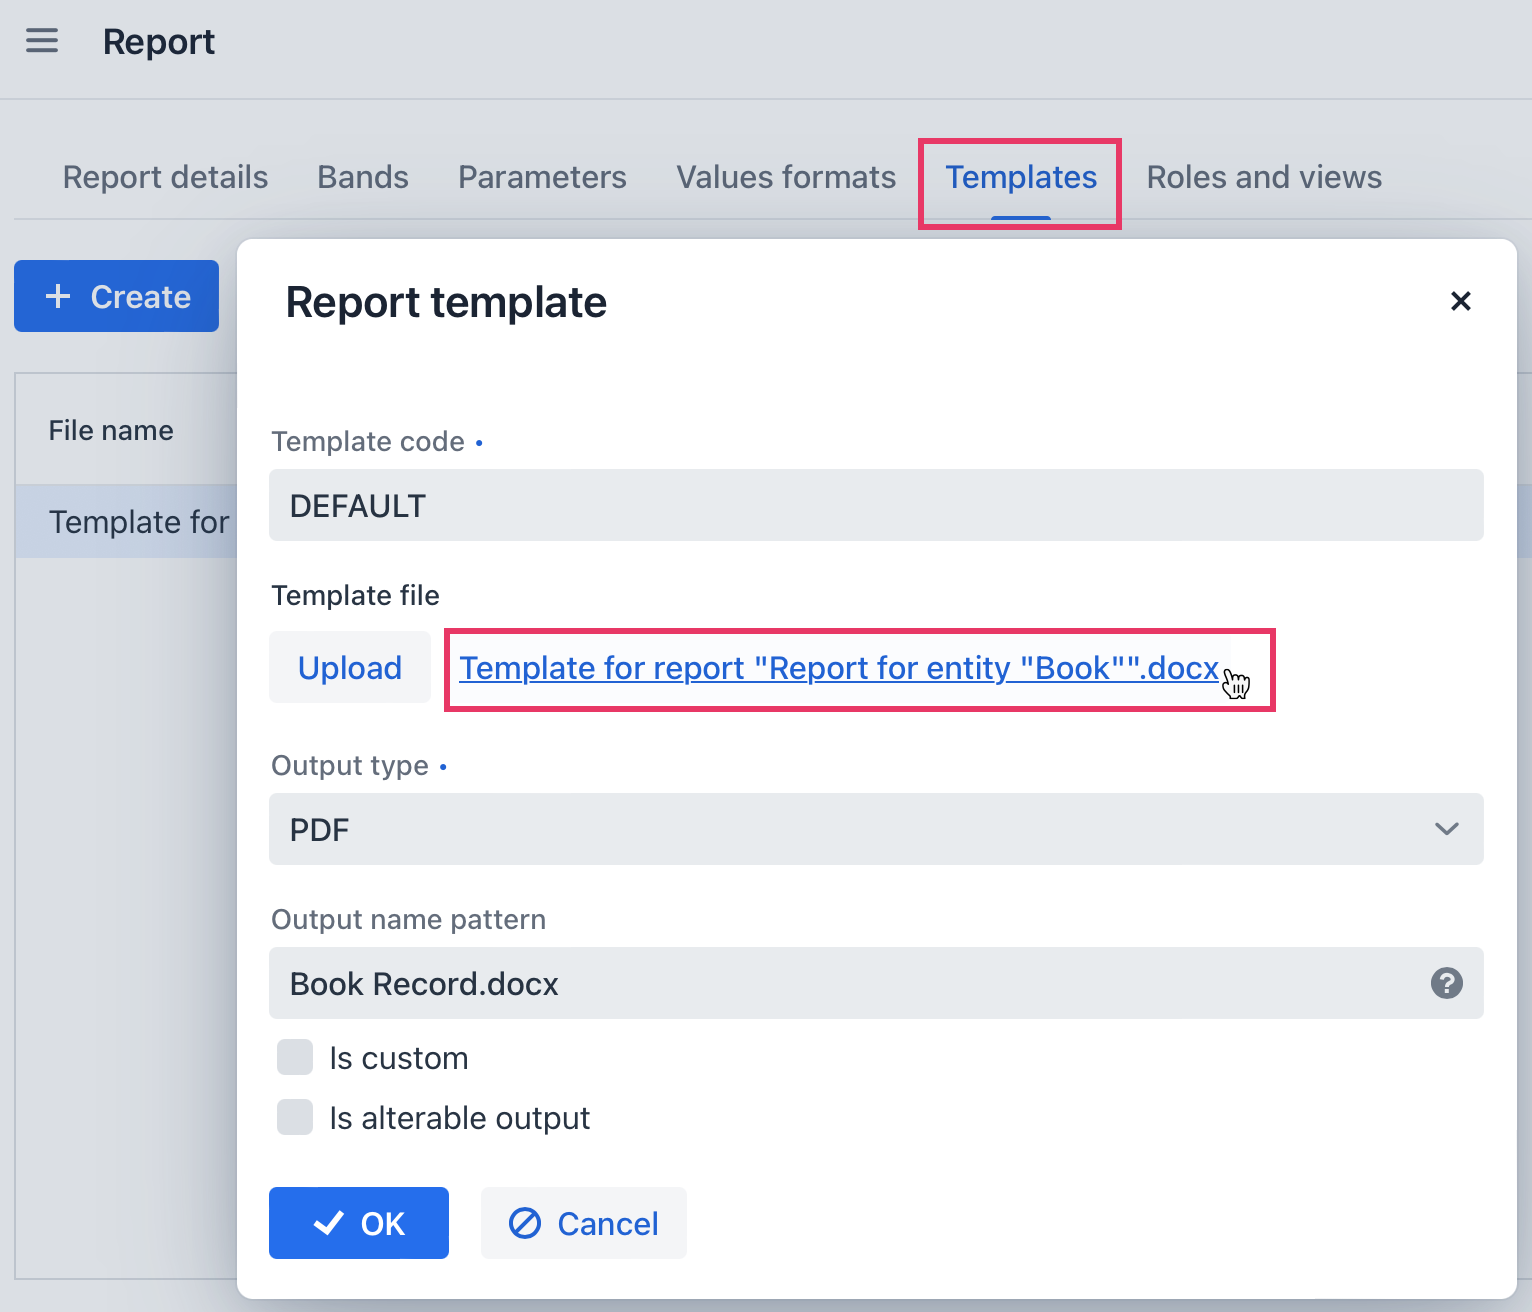 Report
Report details Bands Parameters Values formats Templates Roles and views
+ Create
Report template
File name
Template for
Template code •
DEFAULT
Template file
Upload Template for report "Report for entity "Book"".docx
Output type •
PDF
Output name pattern
Book Record.docx
Is custom
Is alterable output
OK Cancel